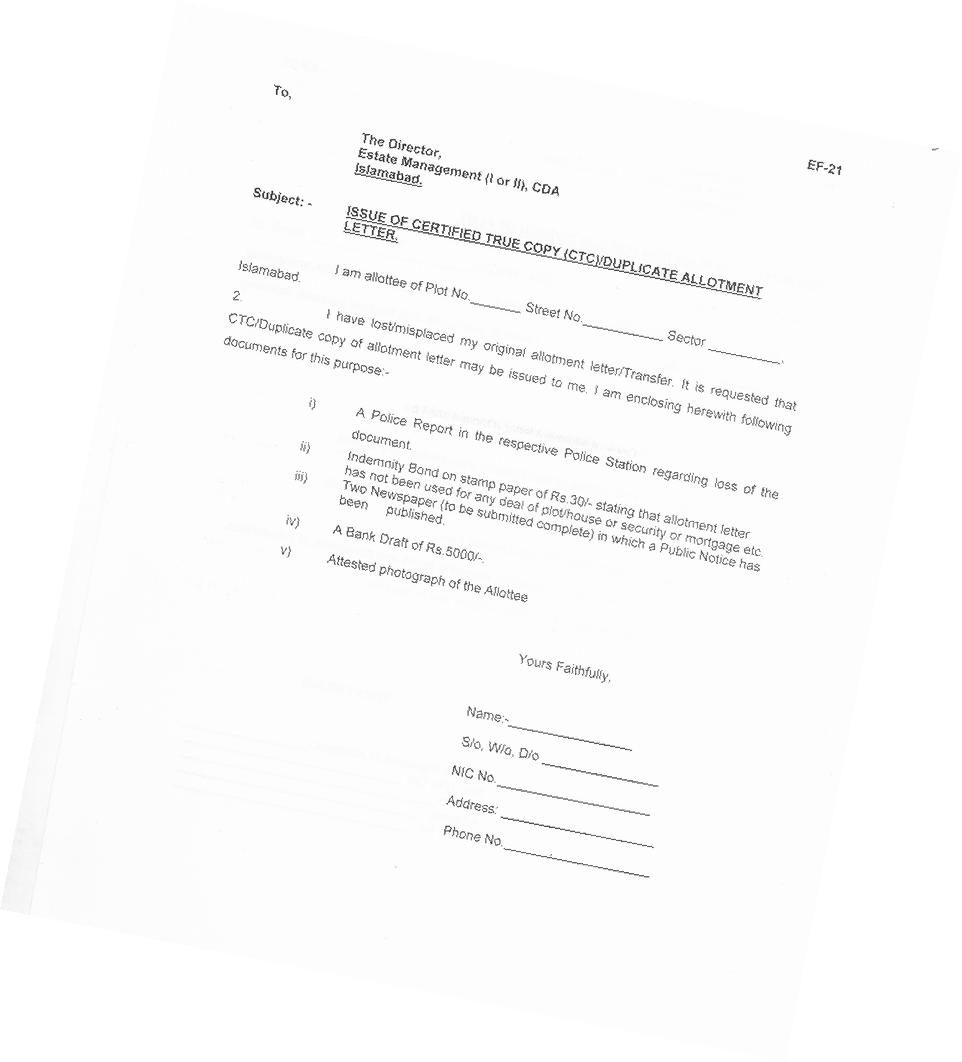 To,
EF-21
The Director,
Estate Management (I or II), CDA
Islamabad.
Subject: -
ISSUE OF CERTIFIED TRUE COPY (CTC)/DUPLICATE ALLOTMENT
LETTER.
I am allottee of Plot No.________ Street No.____________ Sector ___________,
Islamabad.
2. I have lost/misplaced my original allotment letter/Transfer. It is requested that
CTC/Duplicate copy of allotment letter may be issued to me. I am enclosing herewith following
documents for this purpose:-
i) A Police Report in the respective Police Station regarding loss of the
document.
ii) Indemnity Bond on stamp paper of Rs.30/- stating that allotment letter
has not been used for any deal of plot/house or security or mortgage etc.
iii) Two Newspaper (to be submitted complete) in which a Public Notice has
been published.
iv) A Bank Draft of Rs.5000/-.
v) Attested photograph of the Allottee
Yours Faithfully,
Name:-___________________
S/o, W/o, D/o __________________
NIC No.________________________
Address: ________________________
Phone No.______________________